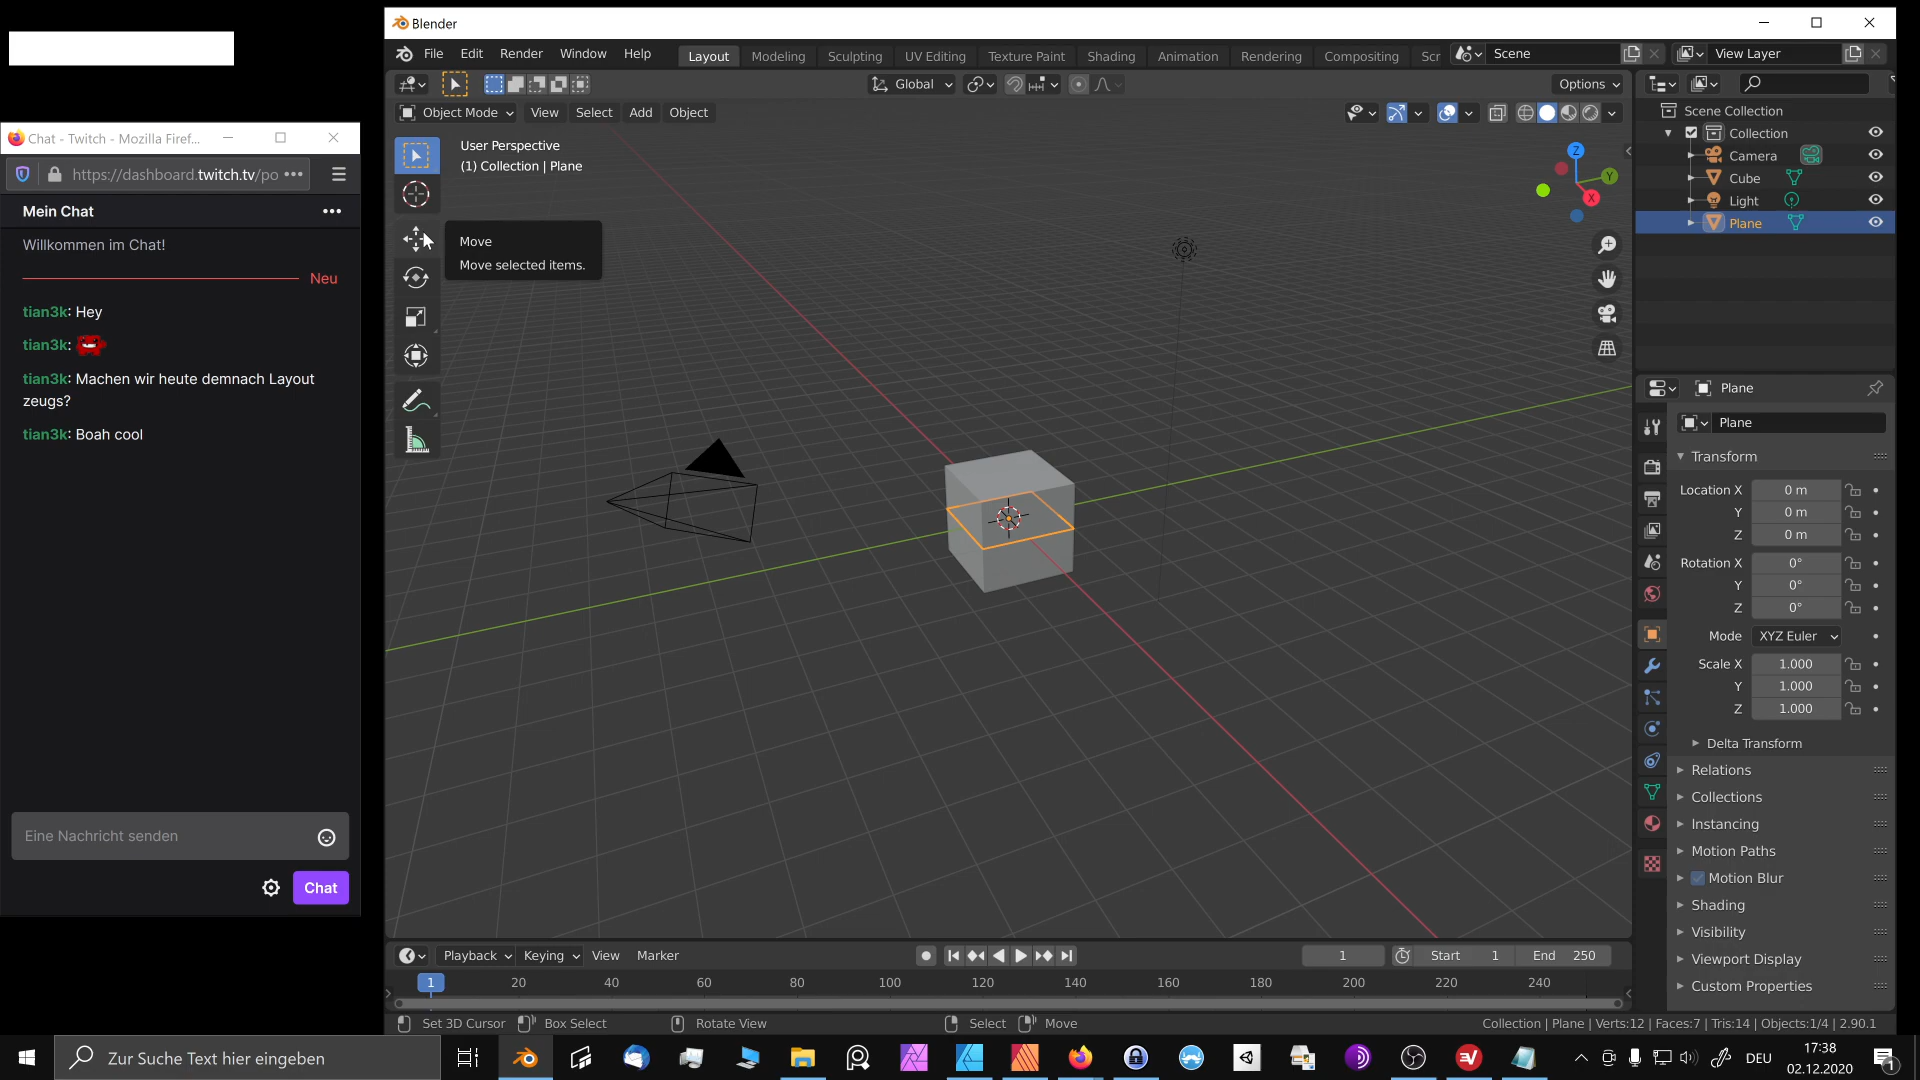 Blender
File Edit Render Window Help
Layout Modeling Sculpting UV Editing Texture Paint Shading Animation Rendering Compositing Scr
Scene
View Layer
Global
Options
Object Mode View Select Add Object
User Perspective
(1) Collection | Plane
Move
Move selected items.
Z
Y
X
Chat - Twitch - Mozilla Firef...
https://dashboard.twitch.tv/po
Mein Chat
Willkommen im Chat!
Neu
tian3k: Hey
tian3k:
tian3k: Machen wir heute demnach Layout
zeugs?
tian3k: Boah cool
Eine Nachricht senden
Chat
Scene Collection
Collection
Camera
Cube
Light
Plane
Plane
Plane
Transform
Location X 0 m
Y 0 m
Z 0 m
Rotation X 0°
Y 0°
Z 0°
Mode XYZ Euler
Scale X 1.000
Y 1.000
Z 1.000
Delta Transform
Relations
Collections
Instancing
Motion Paths
Motion Blur
Shading
Visibility
Viewport Display
Custom Properties
Playback Keying View Marker
1 Start 1 End 250
1 20 40 60 80 100 120 140 160 180 200 220 240
Set 3D Cursor Box Select Rotate View Select Move
Collection | Plane | Verts:12 | Faces:7 | Tris:14 | Objects:1/4 | 2.90.1
Zur Suche Text hier eingeben
DEU
17:38
02.12.2020
1